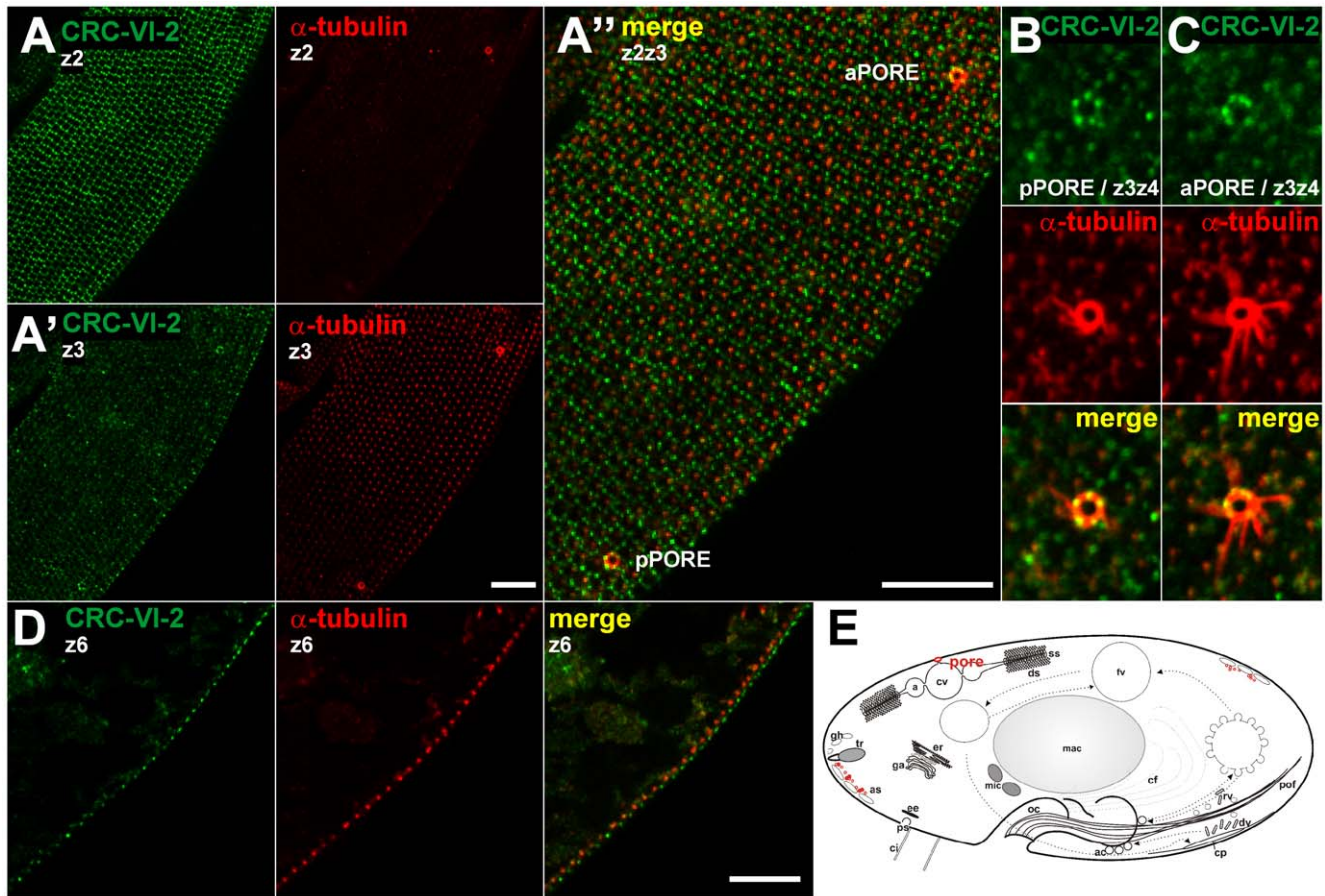 A CRC-VI-2
z2
α-tubulin
z2
A" merge
z2z3
aPORE
pPORE
B CRC-VI-2
pPORE / z3z4
C CRC-VI-2
aPORE / z3z4
A' CRC-VI-2
z3
α-tubulin
z3
α-tubulin
α-tubulin
merge
merge
D CRC-VI-2
z6
α-tubulin
z6
merge
z6
E
pore
ss
ds
a
cv
fv
gh
tr
er
ga
mac
mic
cf
as
ee
ps
ci
oc
rv
pof
dv
ac
cp